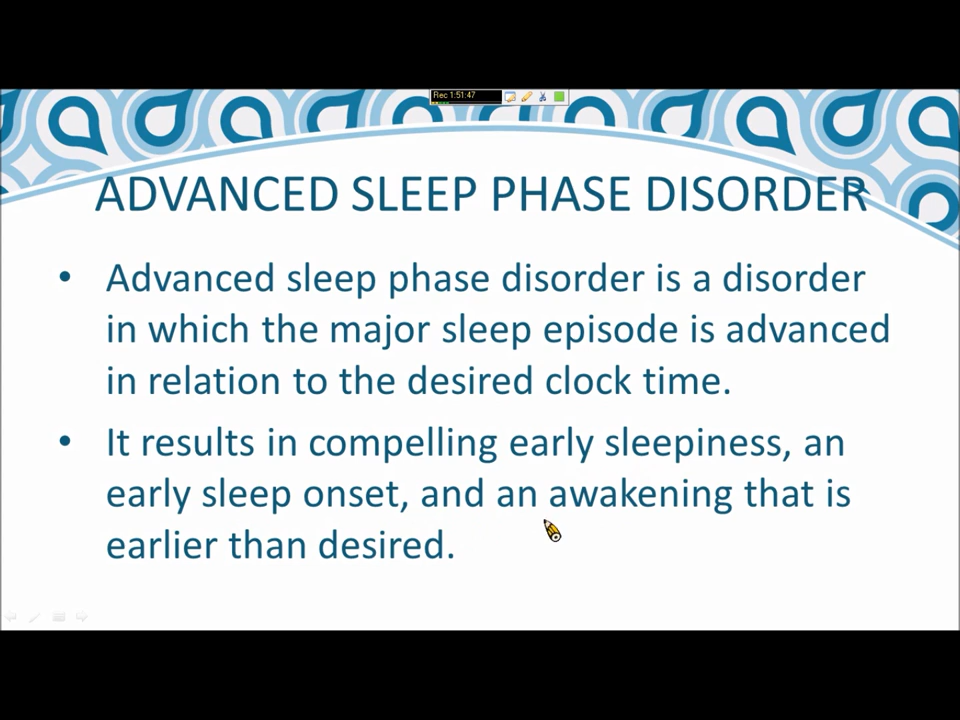 Rec 1:51:47
ADVANCED SLEEP PHASE DISORDER
• Advanced sleep phase disorder is a disorder
in which the major sleep episode is advanced
in relation to the desired clock time.
• It results in compelling early sleepiness, an
early sleep onset, and an awakening that is
earlier than desired.